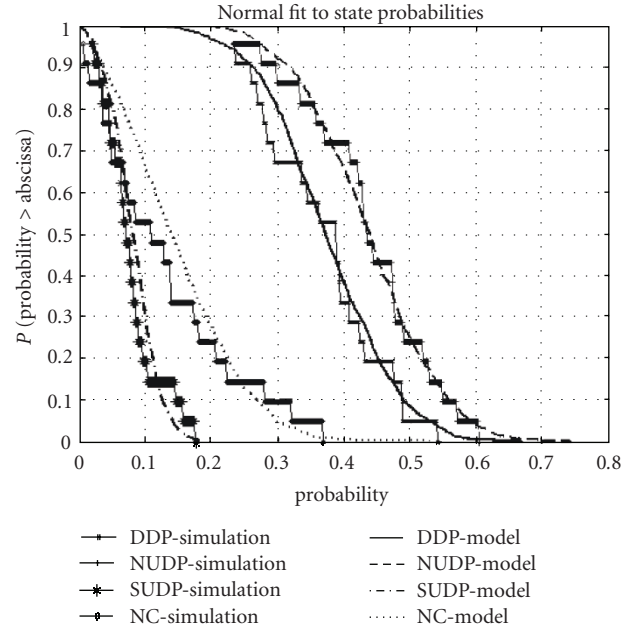 Normal fit to state probabilities
1
0.9
0.8
0.7
0.6
0.5
0.4
0.3
0.2
0.1
0
P (probability > abscissa)
0 0.1 0.2 0.3 0.4 0.5 0.6 0.7 0.8
probability
DDP-simulation
NUDP-simulation
SUDP-simulation
NC-simulation
DDP-model
NUDP-model
SUDP-model
NC-model